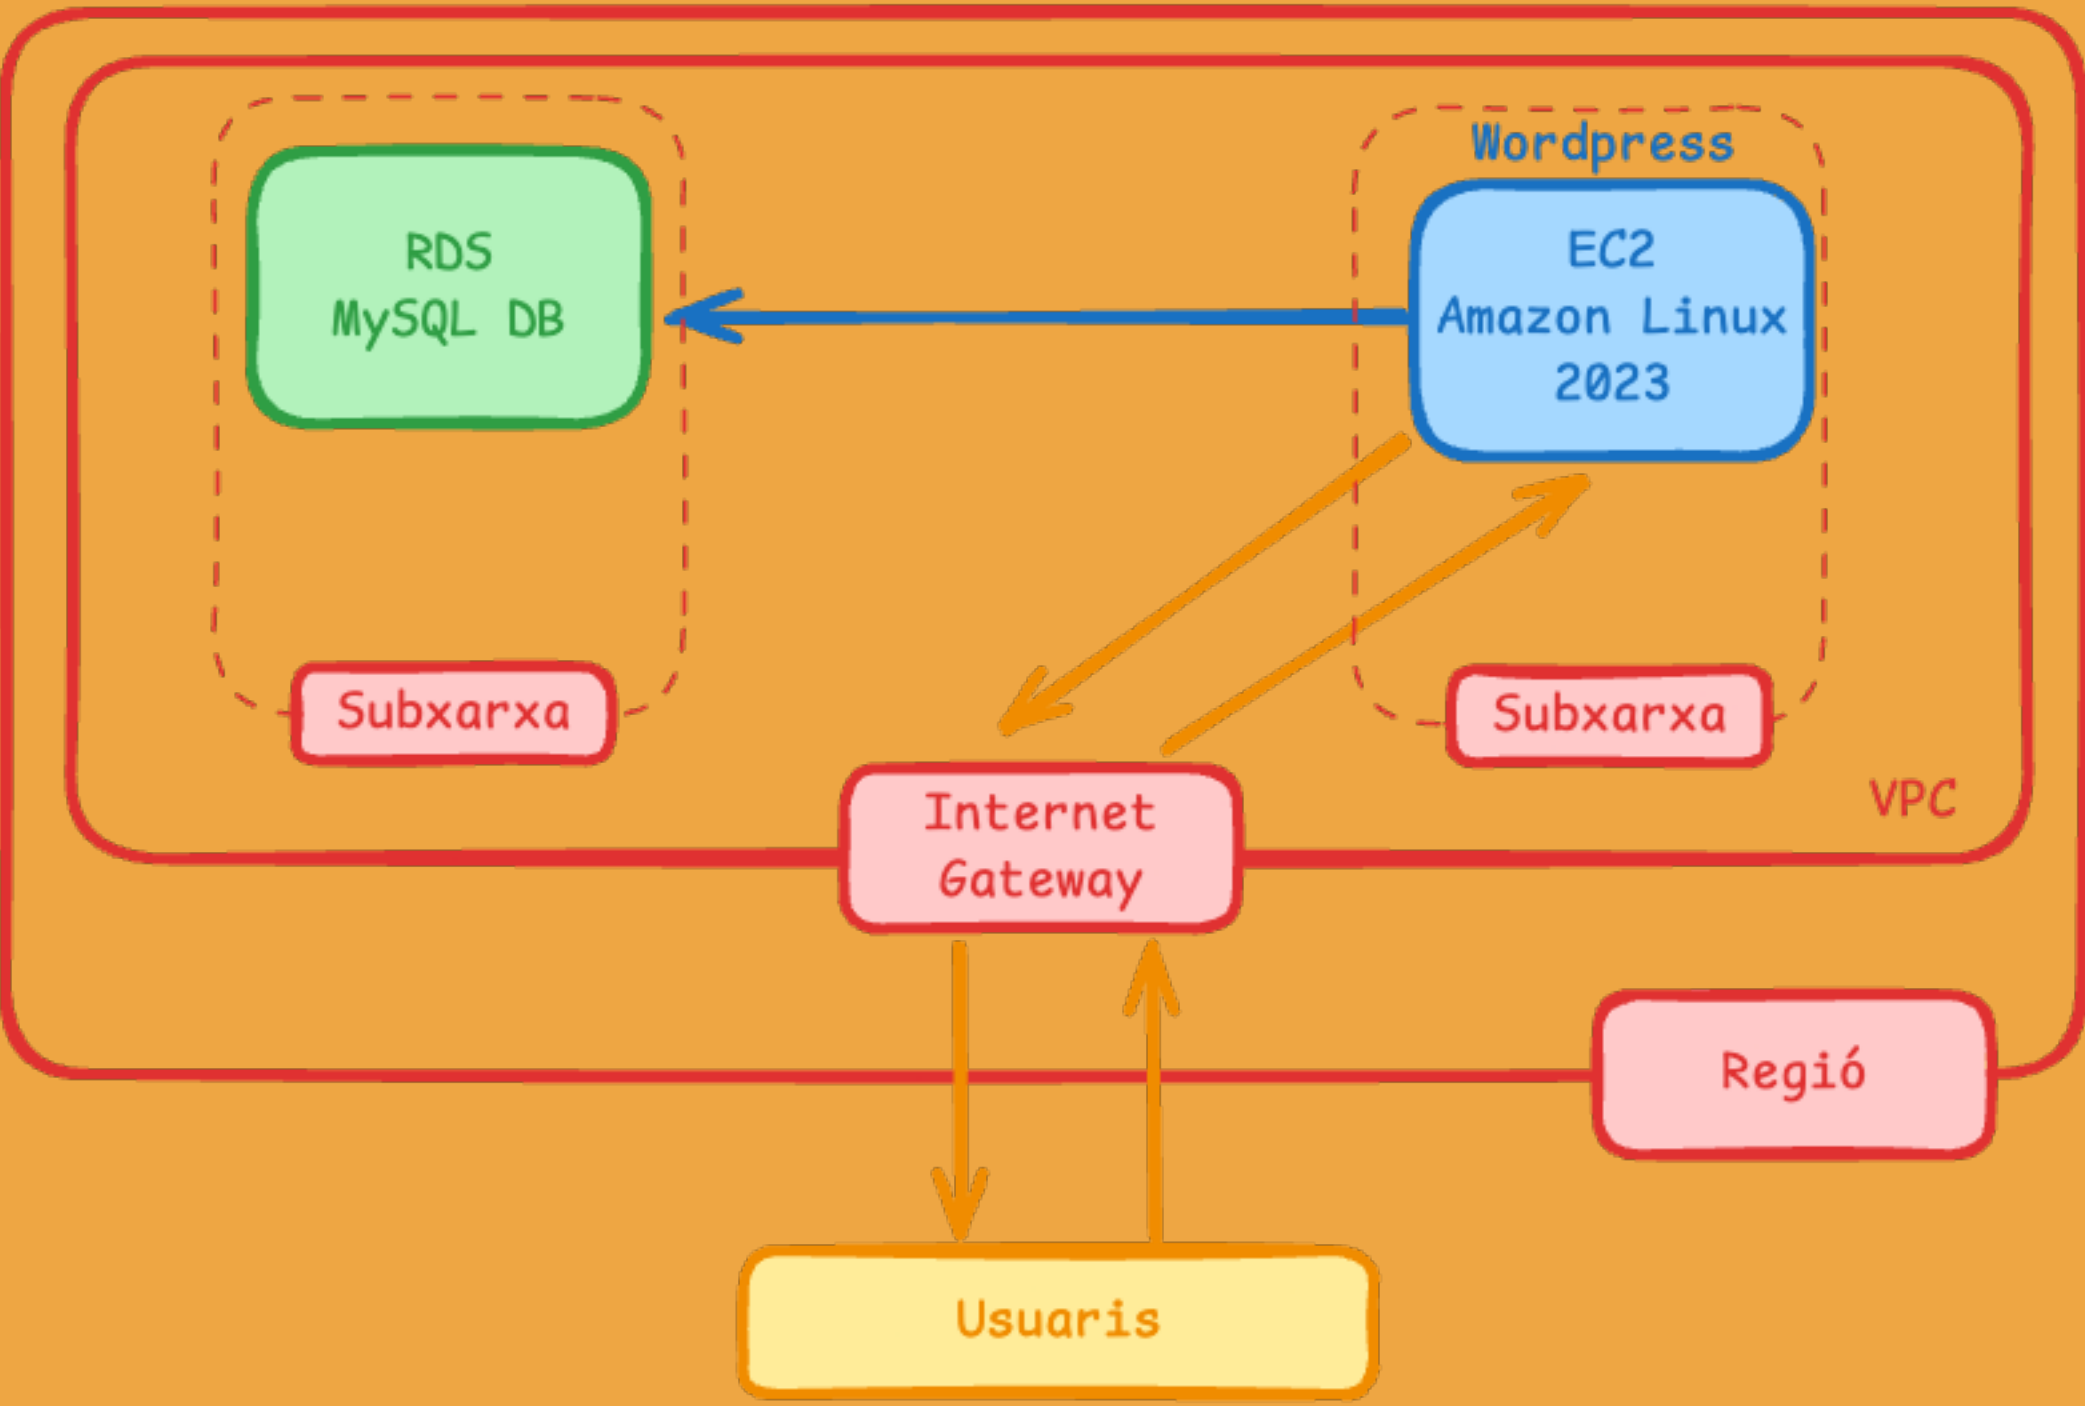 Wordpress
RDS
MySQL DB
EC2
Amazon Linux
2023
Subxarxa
Subxarxa
VPC
Internet
Gateway
Regió
Usuaris